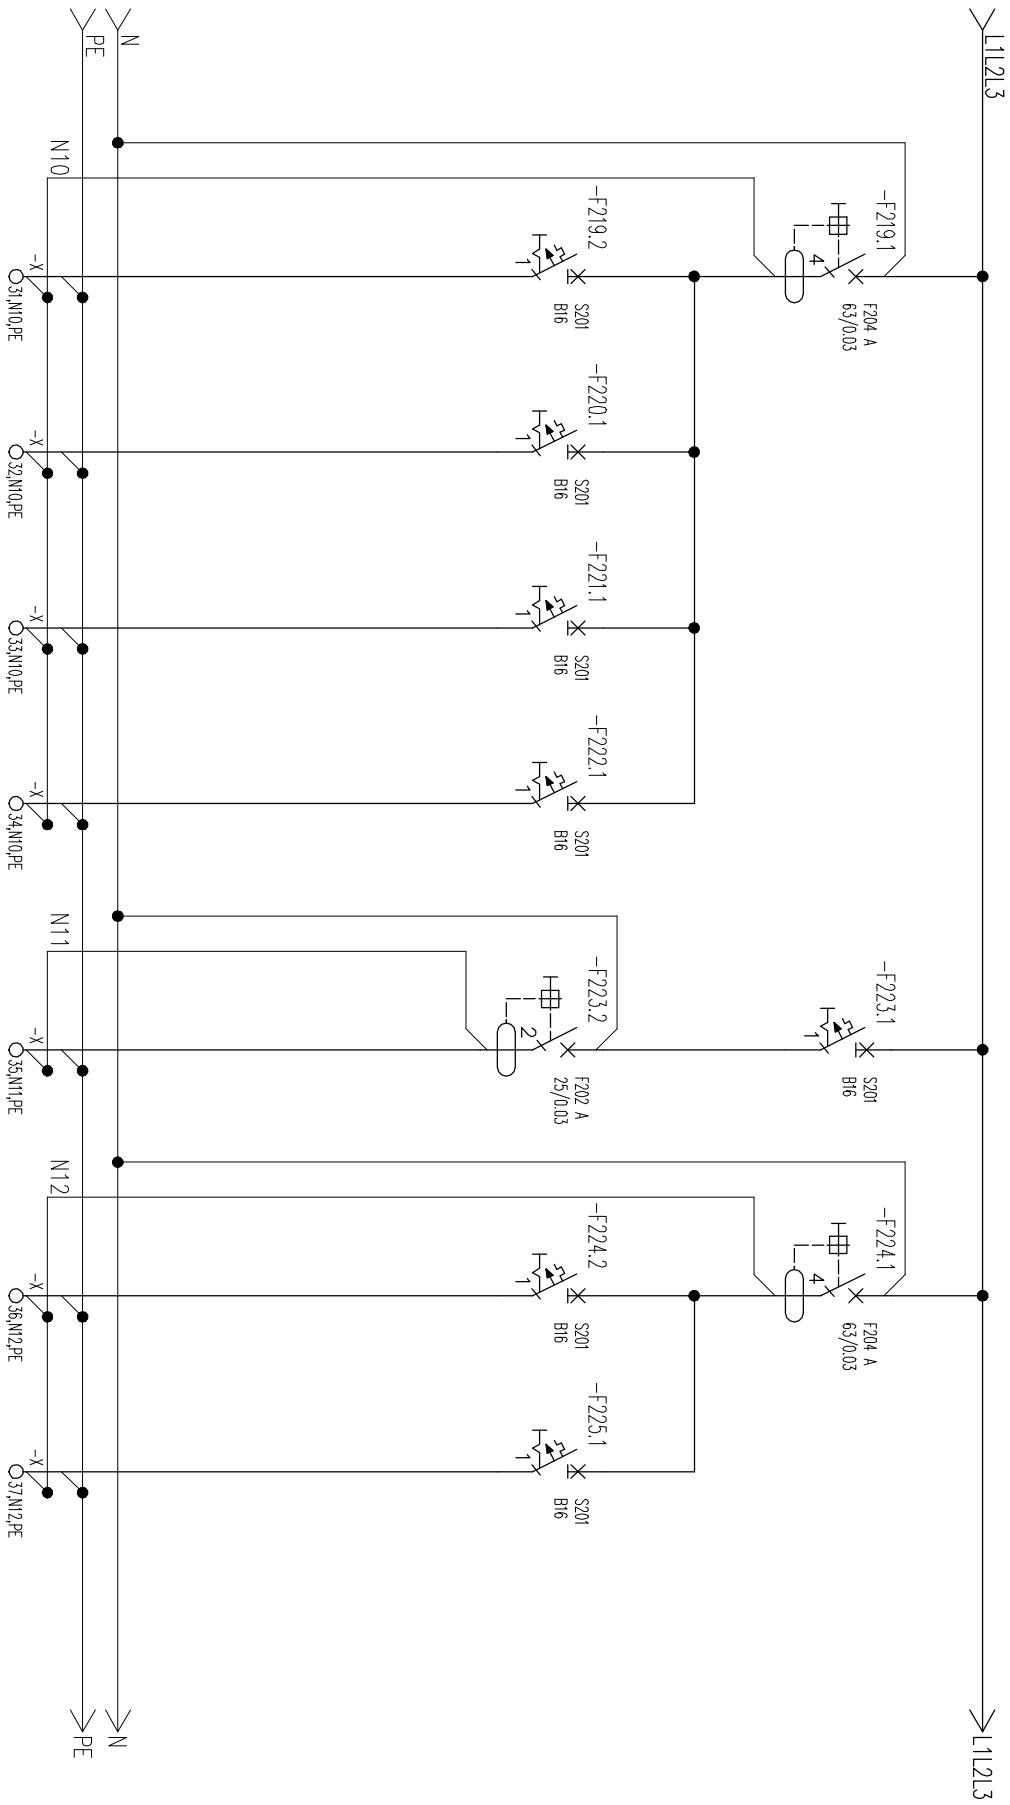 L1L2L3
L1L2L3
-F219.1
4
F204 A
63/0.03
-F223.1
1
S201
B16
-F224.1
4
F204 A
63/0.03
-F219.2
1
S201
B16
-F220.1
1
S201
B16
-F221.1
1
S201
B16
-F222.1
1
S201
B16
-F223.2
2
F202 A
25/0.03
-F224.2
1
S201
B16
-F225.1
1
S201
B16
N
N
PE
PE
N10
N11
N12
-X
31,N10,PE
-X
32,N10,PE
-X
33,N10,PE
-X
34,N10,PE
-X
35,N11,PE
-X
36,N12,PE
-X
37,N12,PE